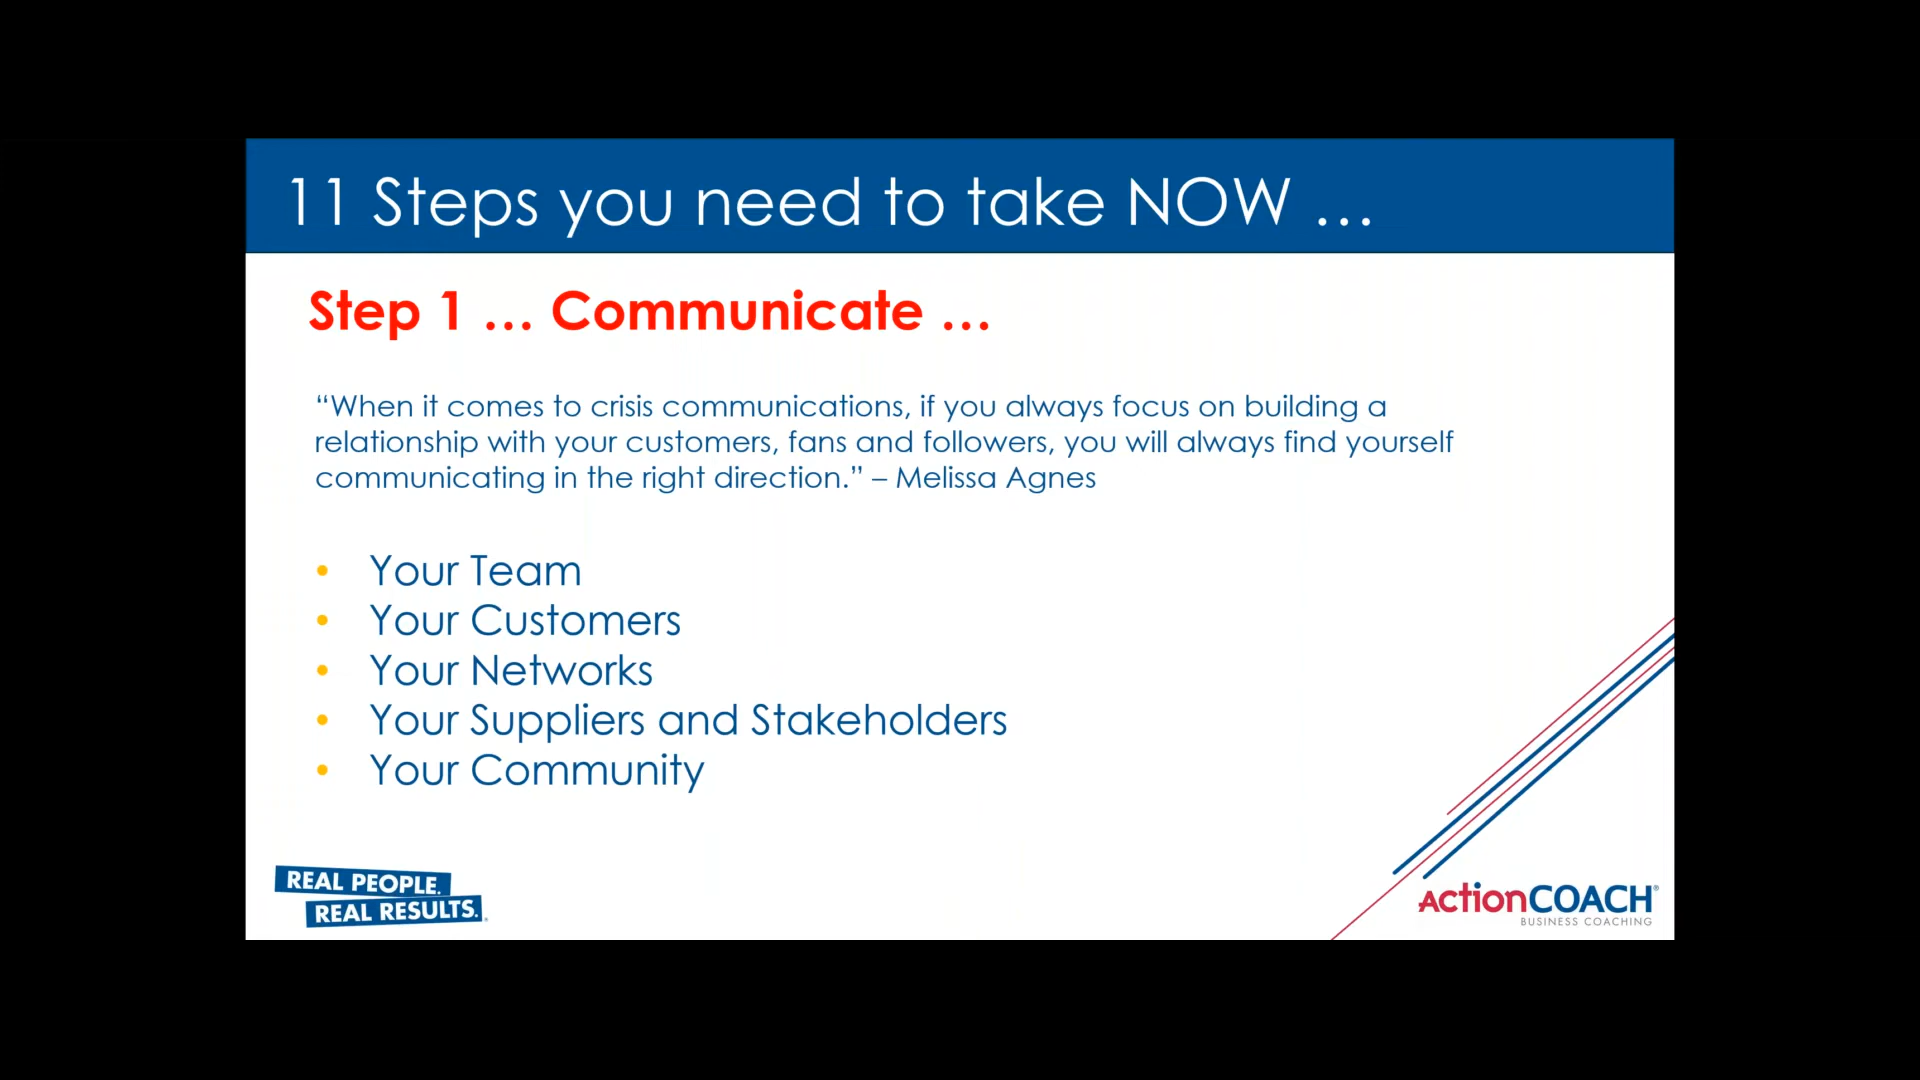 11 Steps you need to take NOW …
Step 1 … Communicate …
“When it comes to crisis communications, if you always focus on building a
relationship with your customers, fans and followers, you will always find yourself
communicating in the right direction.” – Melissa Agnes
• Your Team
• Your Customers
• Your Networks
• Your Suppliers and Stakeholders
• Your Community
REAL PEOPLE.
REAL RESULTS.
ActionCOACH®
BUSINESS COACHING